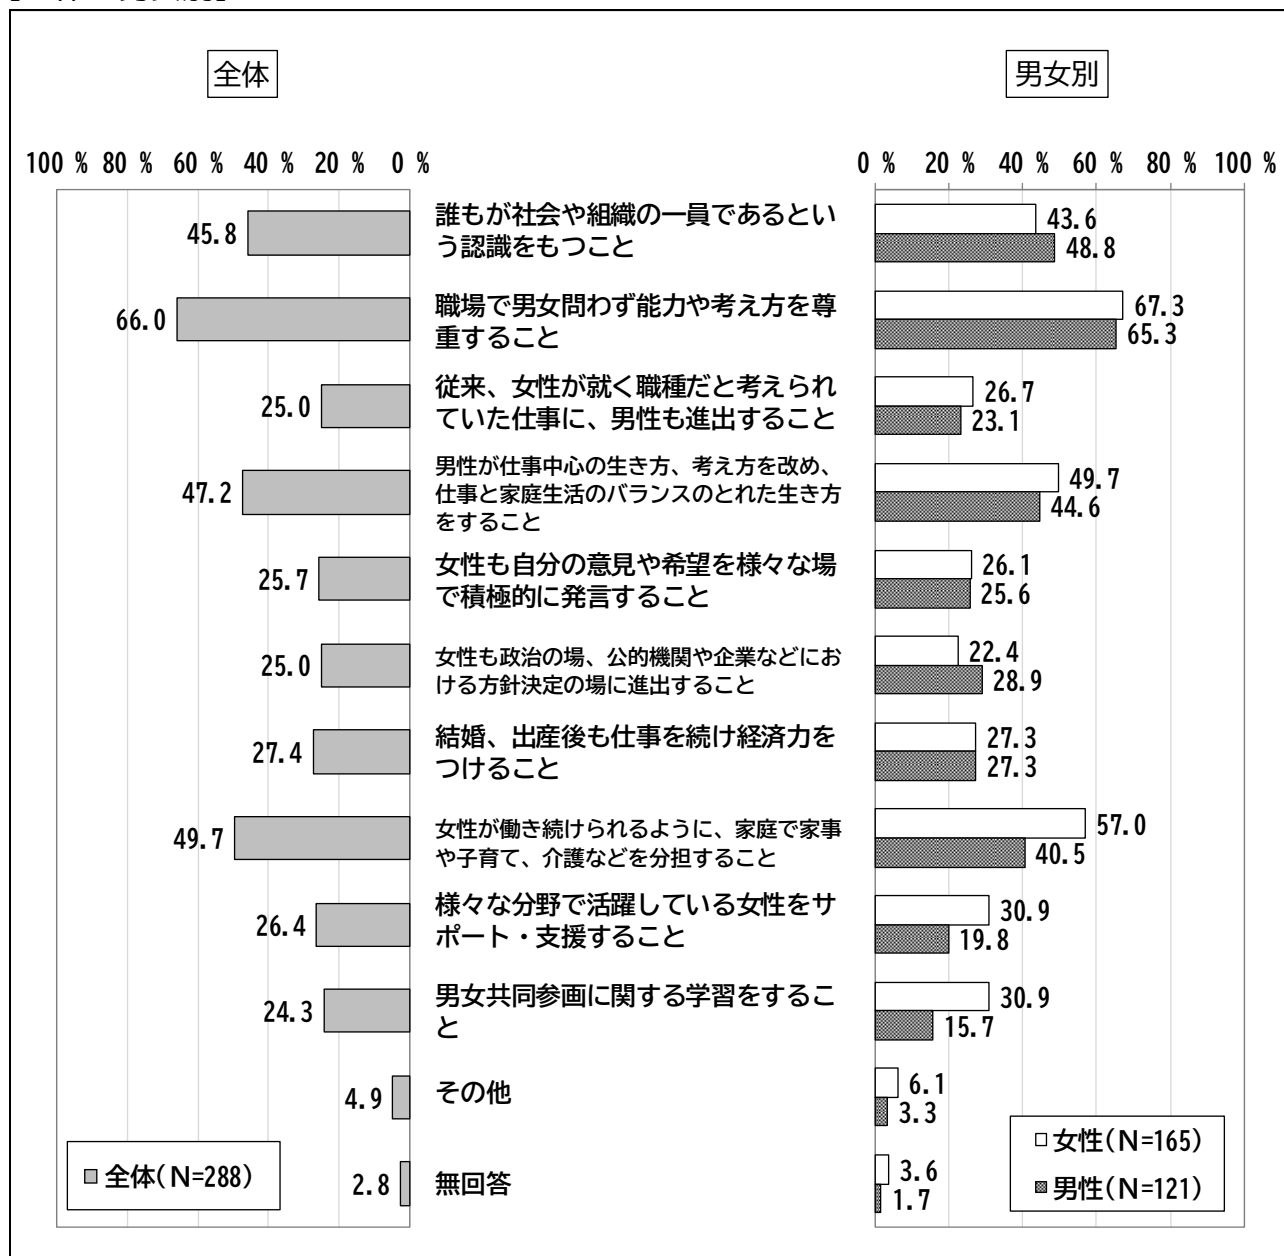 全体
男女別
100 % 80 % 60 % 40 % 20 % 0 %
0 % 20 % 40 % 60 % 80 % 100 %
45.8
誰もが社会や組織の一員であるとい
う認識をもつこと
43.6
48.8
66.0
職場で男女問わず能力や考え方を尊
重すること
67.3
65.3
25.0
従来、女性が就く職種だと考えられ
ていた仕事に、男性も進出すること
26.7
23.1
47.2
男性が仕事中心の生き方、考え方を改め、
仕事と家庭生活のバランスのとれた生き方
をすること
49.7
44.6
25.7
女性も自分の意見や希望を様々な場
で積極的に発言すること
26.1
25.6
25.0
女性も政治の場、公的機関や企業などにお
ける方針決定の場に進出すること
22.4
28.9
27.4
結婚、出産後も仕事を続け経済力を
つけること
27.3
27.3
49.7
女性が働き続けられるように、家庭で家事
や子育て、介護などを分担すること
57.0
40.5
26.4
様々な分野で活躍している女性をサ
ポート・支援すること
30.9
19.8
24.3
男女共同参画に関する学習をするこ
と
30.9
15.7
4.9
その他
6.1
3.3
2.8
無回答
3.6
1.7
全体(N=288)
女性(N=165)
男性(N=121)